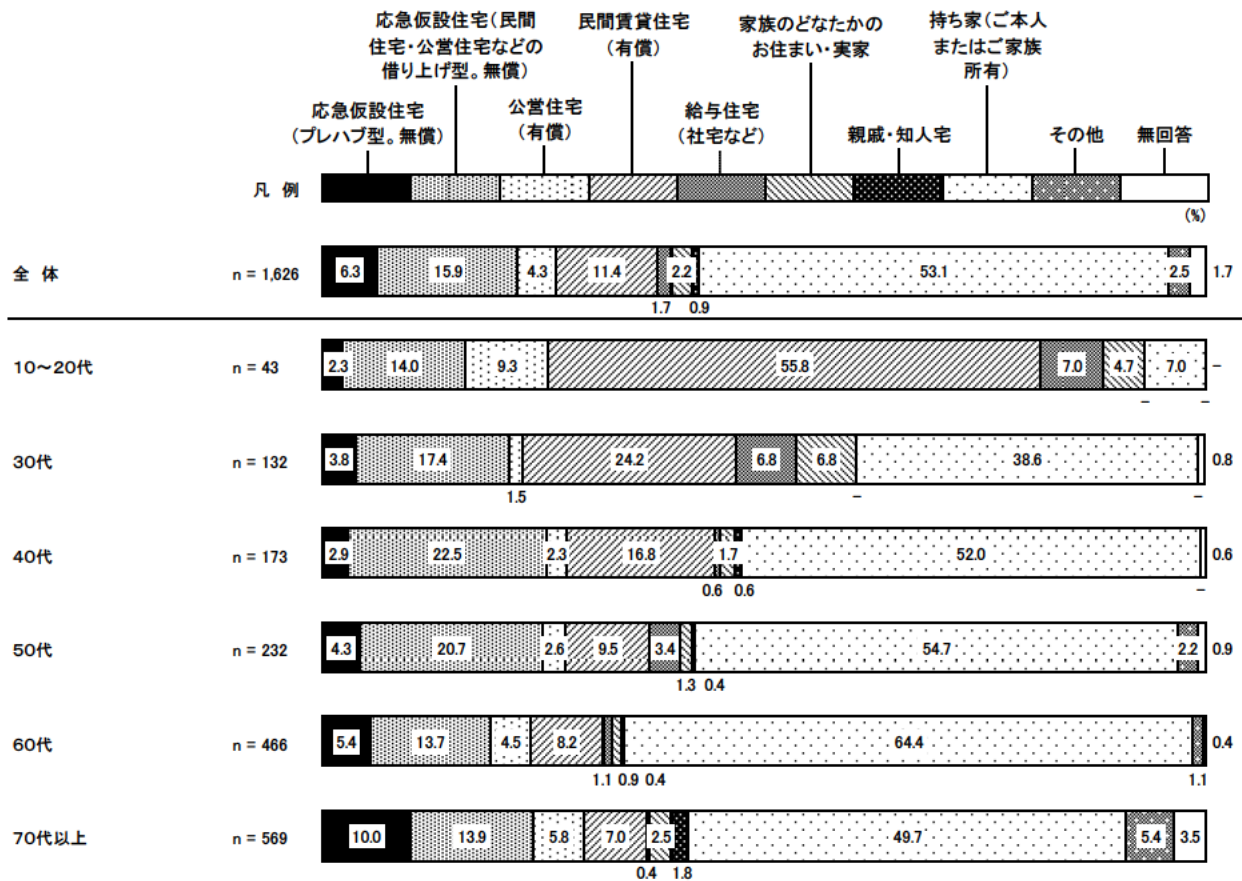 応急仮設住宅(民間
住宅・公営住宅などの
借り上げ型。無償)
民間賃貸住宅
(有償)
家族のどなたかの
お住まい・実家
持ち家(ご本人
またはご家族
所有)
応急仮設住宅
(プレハブ型。無償)
公営住宅
(有償)
給与住宅
(社宅など)
親戚・知人宅
その他
無回答
凡 例
(%)
全 体 n = 1,626 6.3 15.9 4.3 11.4 2.2 53.1 2.5 1.7
1.7 0.9
10～20代 n = 43 2.3 14.0 9.3 55.8 7.0 4.7 7.0 –
– –
30代 n = 132 3.8 17.4 24.2 6.8 6.8 38.6 0.8
1.5 – –
40代 n = 173 2.9 22.5 2.3 16.8 1.7 52.0 0.6
0.6 0.6 –
50代 n = 232 4.3 20.7 2.6 9.5 3.4 54.7 2.2 0.9
1.3 0.4
60代 n = 466 5.4 13.7 4.5 8.2 64.4 0.4
1.1 0.9 0.4 1.1
70代以上 n = 569 10.0 13.9 5.8 7.0 2.5 49.7 5.4 3.5
0.4 1.8